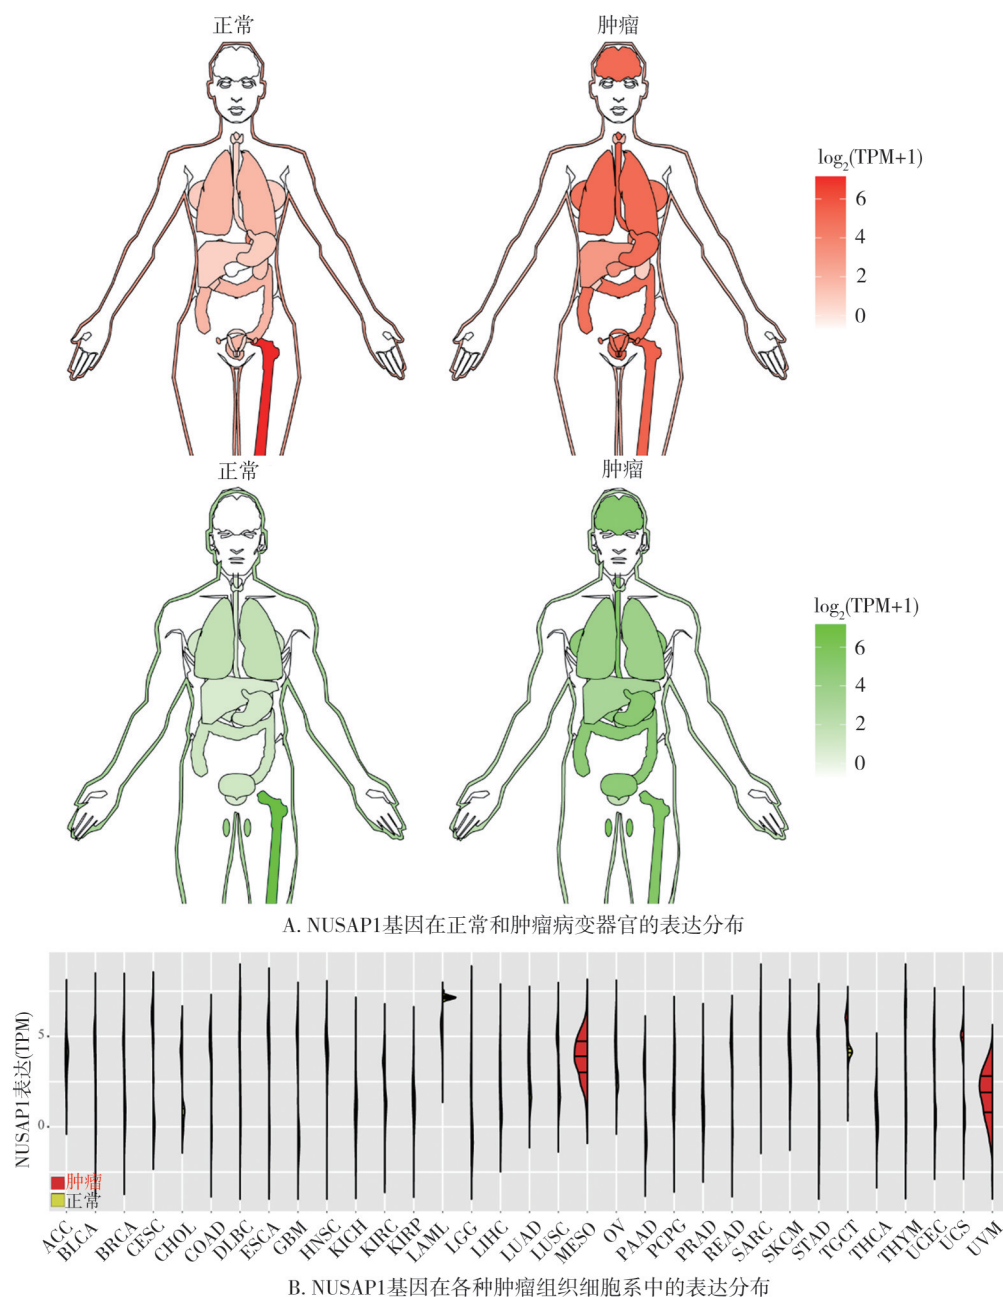 正常
肿瘤
log₂(TPM+1)
6
4
2
0
正常
肿瘤
log₂(TPM+1)
6
4
2
0
A. NUSAP1基因在正常和肿瘤病变器官的表达分布
NUSAP1表达(TPM)
5
0
肿瘤
正常
ACC
BLCA
BRCA
CESC
CHOL
COAD
DLBC
ESCA
GBM
HNSC
KICH
KIRC
KIRP
LAML
LGG
LIHC
LUAD
LUSC
MESO
OV
PAAD
PCPG
PRAD
READ
SARC
SKCM
STAD
TGCT
THCA
THYM
UCEC
UCS
UVM
B. NUSAP1基因在各种肿瘤组织细胞系中的表达分布